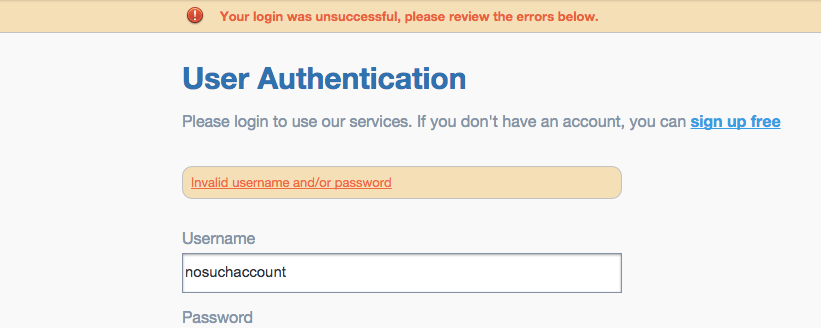 Your login was unsuccessful, please review the errors below.
User Authentication
Please login to use our services. If you don't have an account, you can sign up free
Invalid username and/or password
Username
nosuchaccount
Password